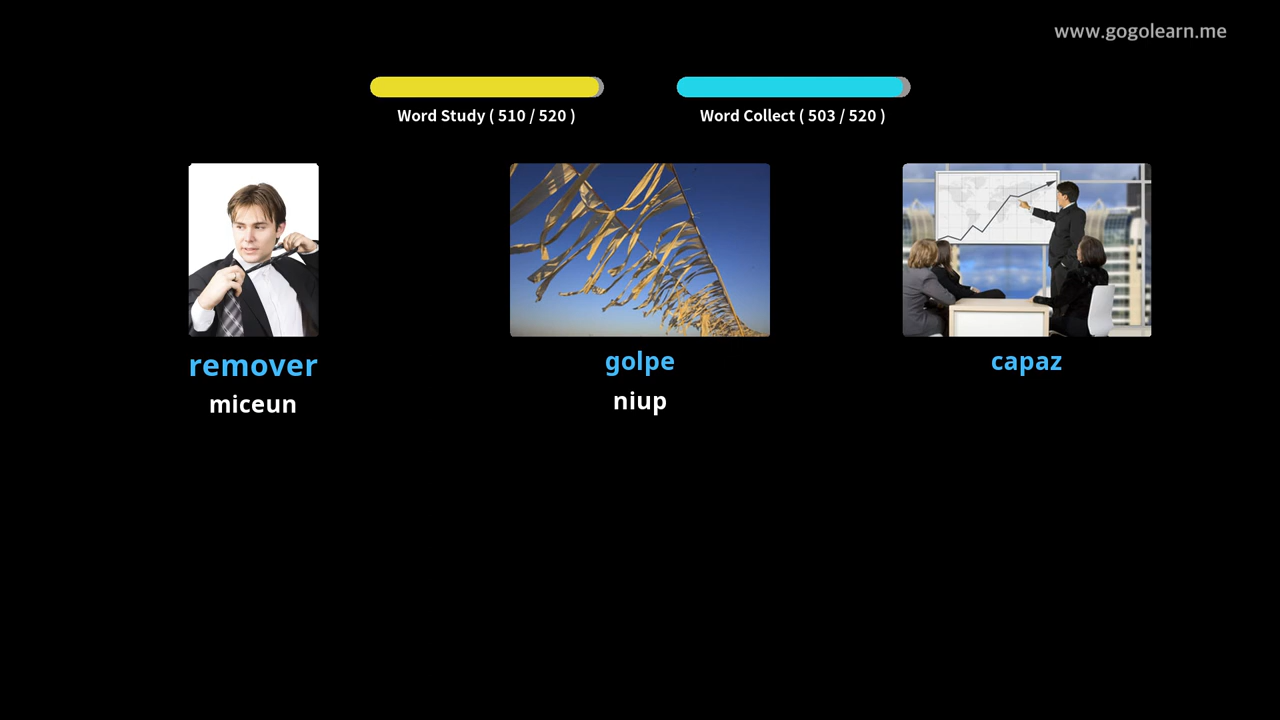 www.gogolearn.me
Word Study ( 510 / 520 )
Word Collect ( 503 / 520 )
remover
miceun
golpe
niup
capaz